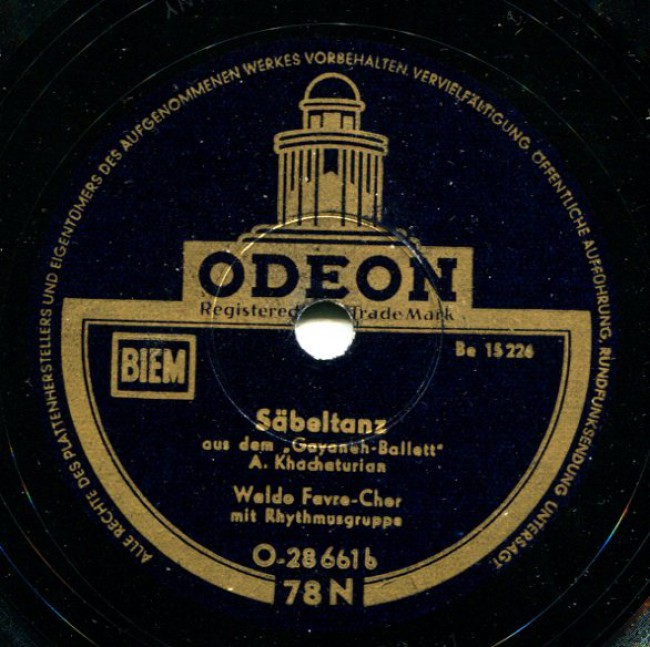 ALLE RECHTE DES PLATTENHERSTELLERS UND EIGENTÜMERS DES AUFGENOMMENEN WERKES VORBEHALTEN. VERVIELFÄLTIGUNG, ÖFFENTLICHE AUFFÜHRUNG, RUNDFUNKSENDUNG UNTERSAGT.
ODEON
Registered Trade Mark
BIEM
Be 15226
Säbeltanz
aus dem „Gayaneh-Ballett"
A. Khachaturian
Waldo Favre-Chor
mit Rhythmusgruppe
O-28661b
78 N